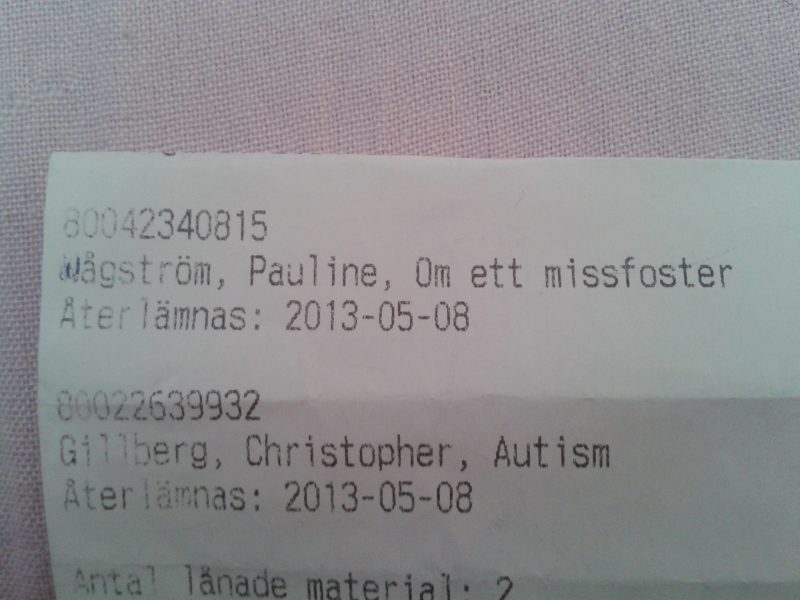 80042340815
Wågström, Pauline, Om ett missfoster
Återlämnas: 2013-05-08
80022639932
Gillberg, Christopher, Autism
Återlämnas: 2013-05-08
Antal lånade material: 2